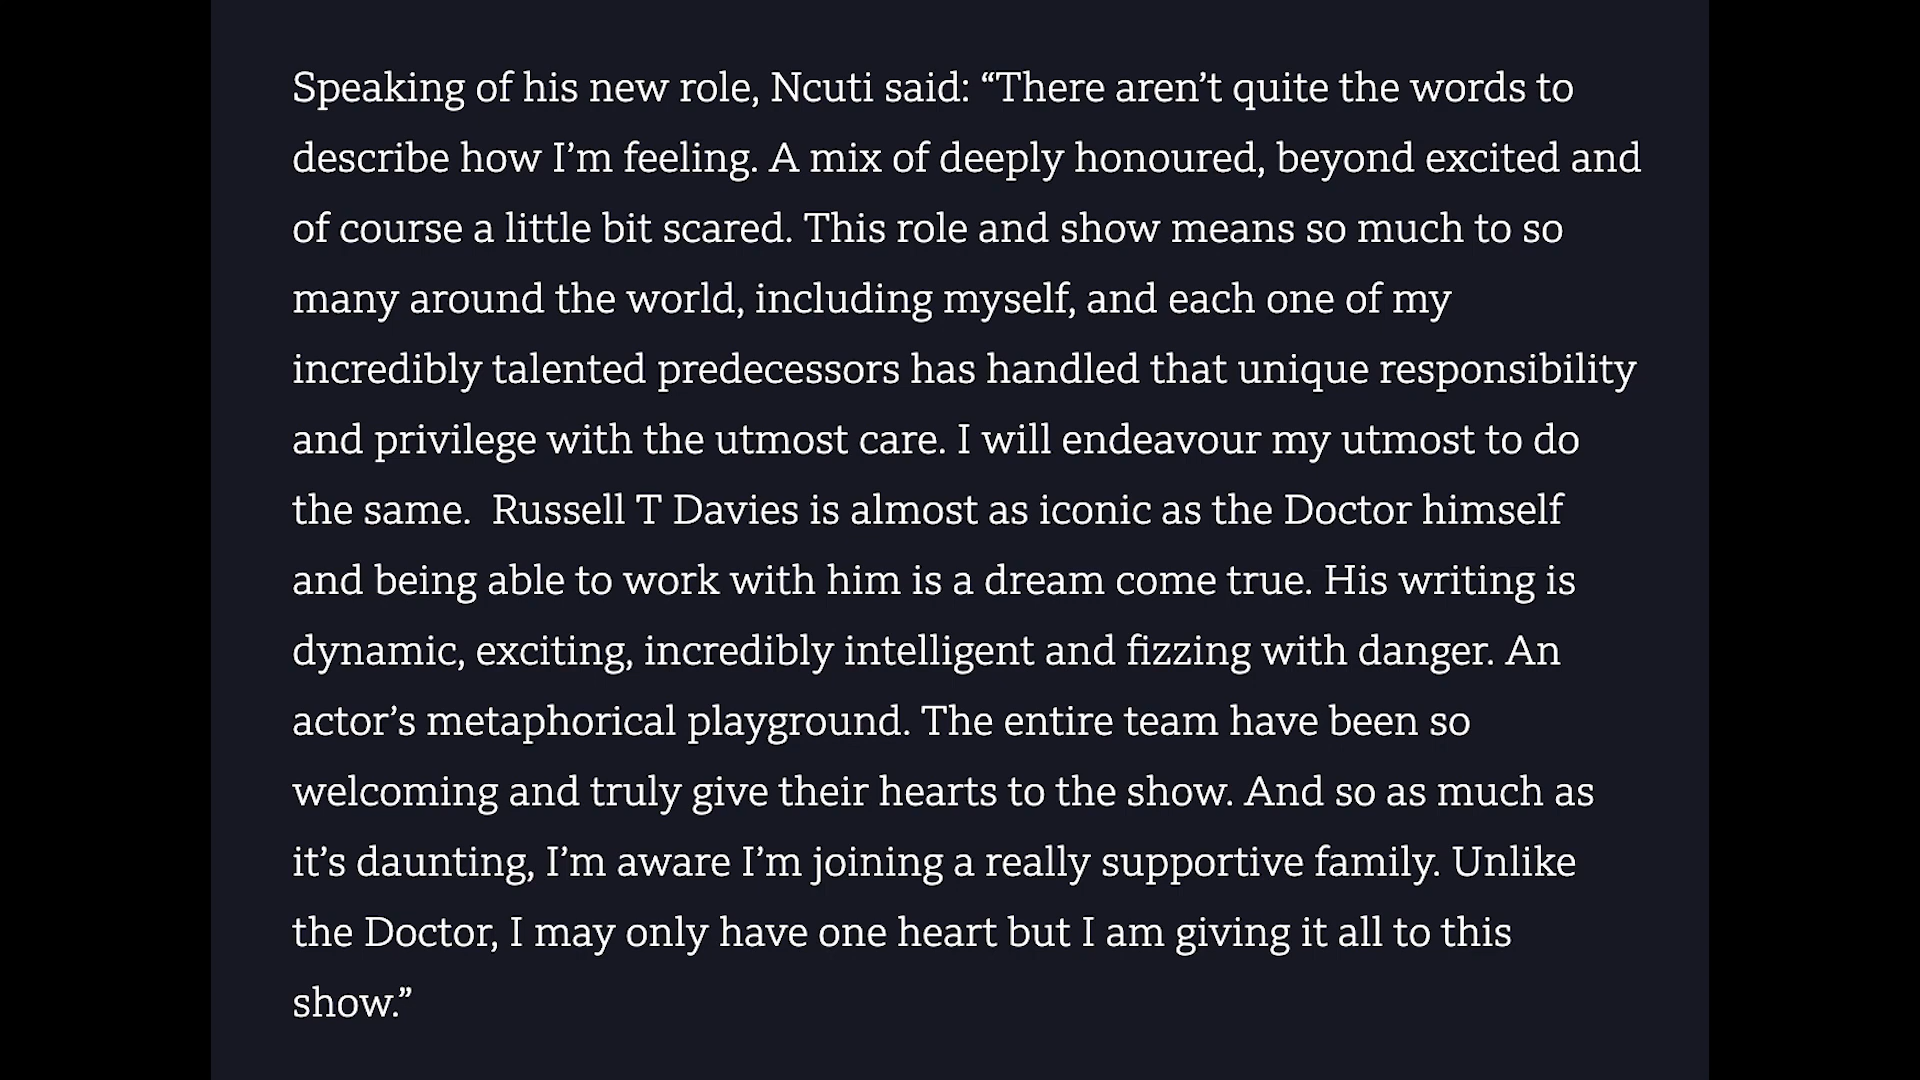 Speaking of his new role, Ncuti said: “There aren’t quite the words to
describe how I’m feeling. A mix of deeply honoured, beyond excited and
of course a little bit scared. This role and show means so much to so
many around the world, including myself, and each one of my
incredibly talented predecessors has handled that unique responsibility
and privilege with the utmost care. I will endeavour my utmost to do
the same.  Russell T Davies is almost as iconic as the Doctor himself
and being able to work with him is a dream come true. His writing is
dynamic, exciting, incredibly intelligent and fizzing with danger. An
actor’s metaphorical playground. The entire team have been so
welcoming and truly give their hearts to the show. And so as much as
it’s daunting, I’m aware I’m joining a really supportive family. Unlike
the Doctor, I may only have one heart but I am giving it all to this
show.”